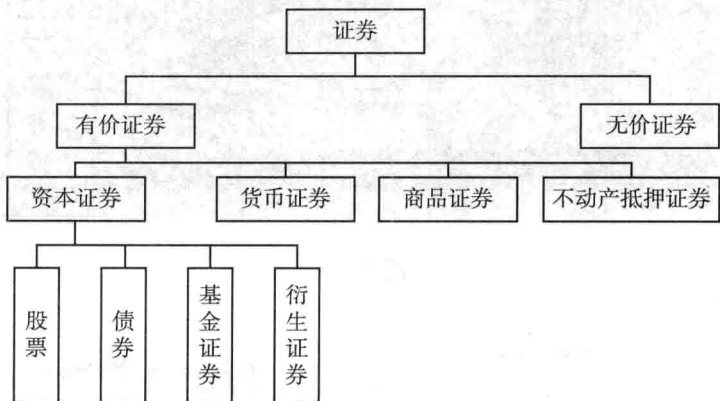 证券
有价证券
无价证券
资本证券
货币证券
商品证券
不动产抵押证券
股票
债券
基金证券
衍生证券